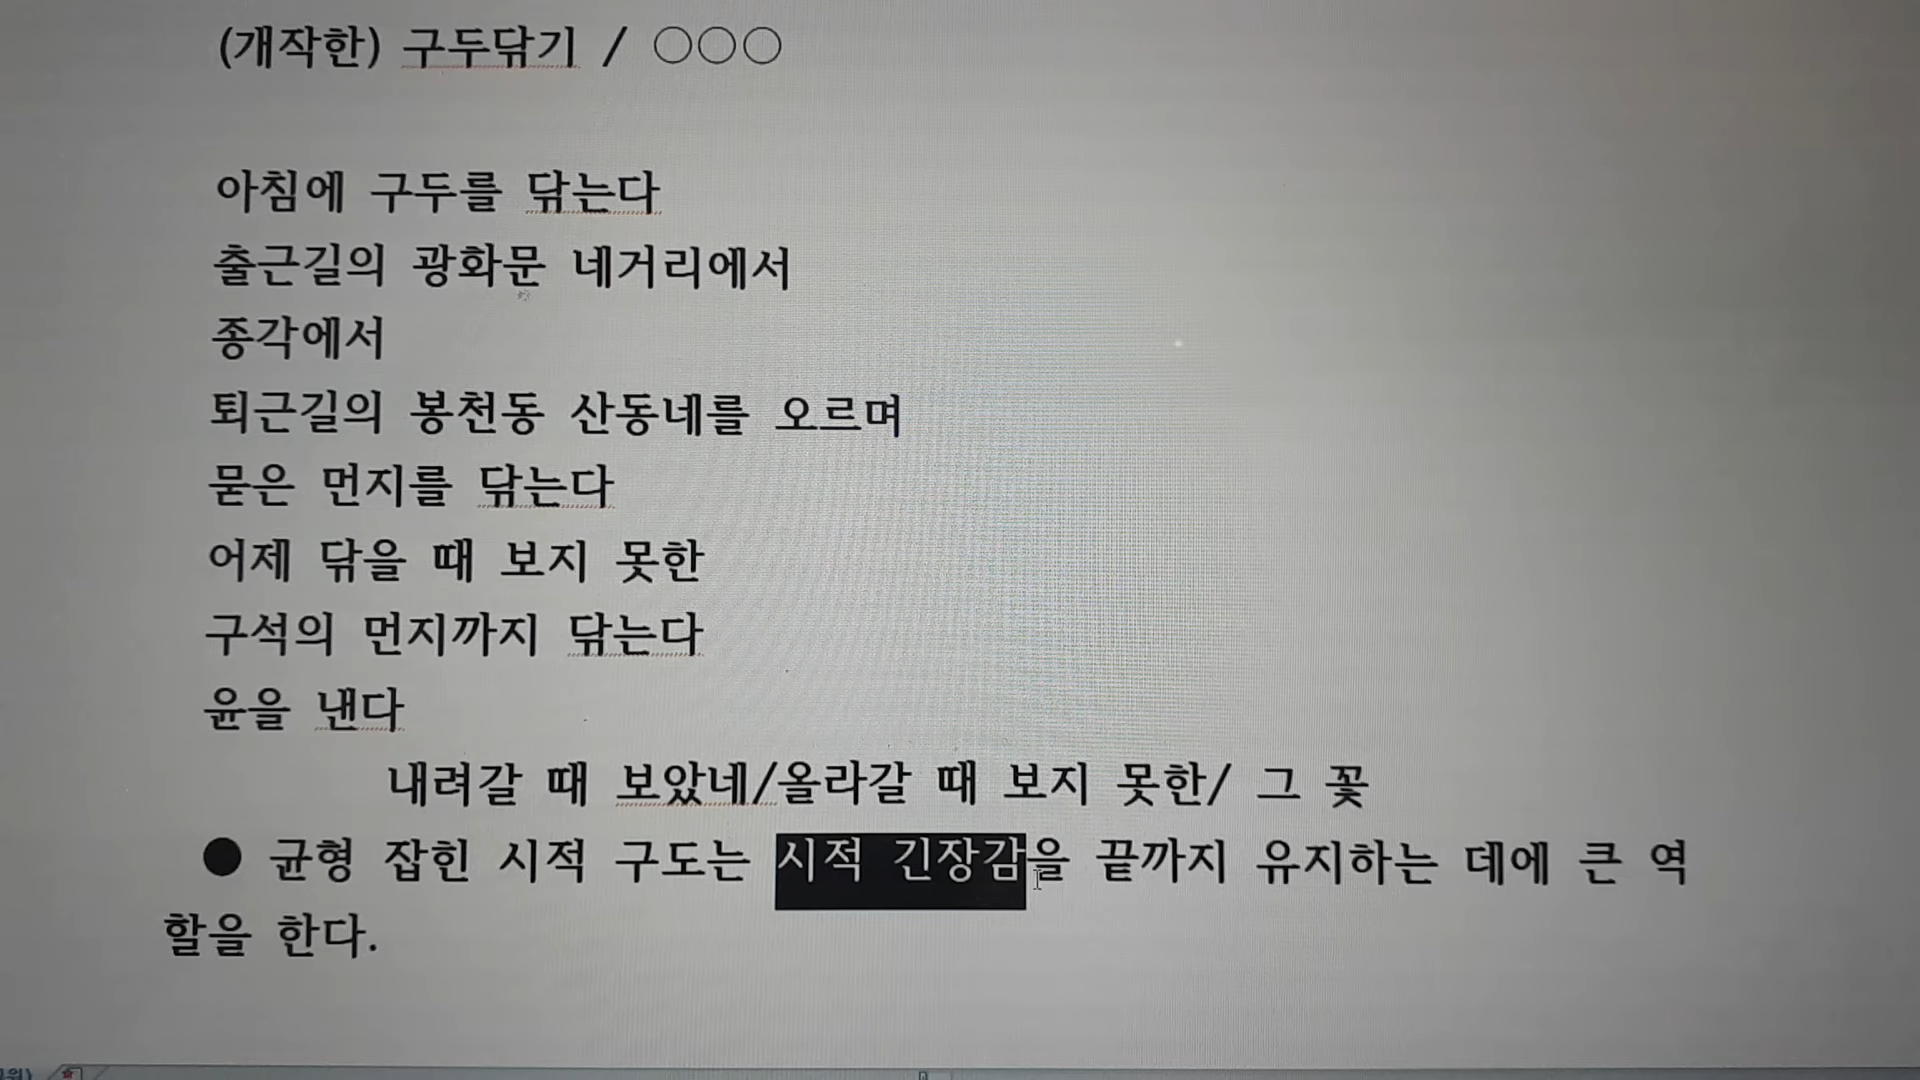 (개작한) 구두닦기 / ○○○
아침에 구두를 닦는다
출근길의 광화문 네거리에서
종각에서
퇴근길의 봉천동 산동네를 오르며
묻은 먼지를 닦는다
어제 닦을 때 보지 못한
구석의 먼지까지 닦는다
윤을 낸다
내려갈 때 보았네/올라갈 때 보지 못한/ 그 꽃
● 균형 잡힌 시적 구도는 시적 긴장감을 끝까지 유지하는 데에 큰 역
할을 한다.